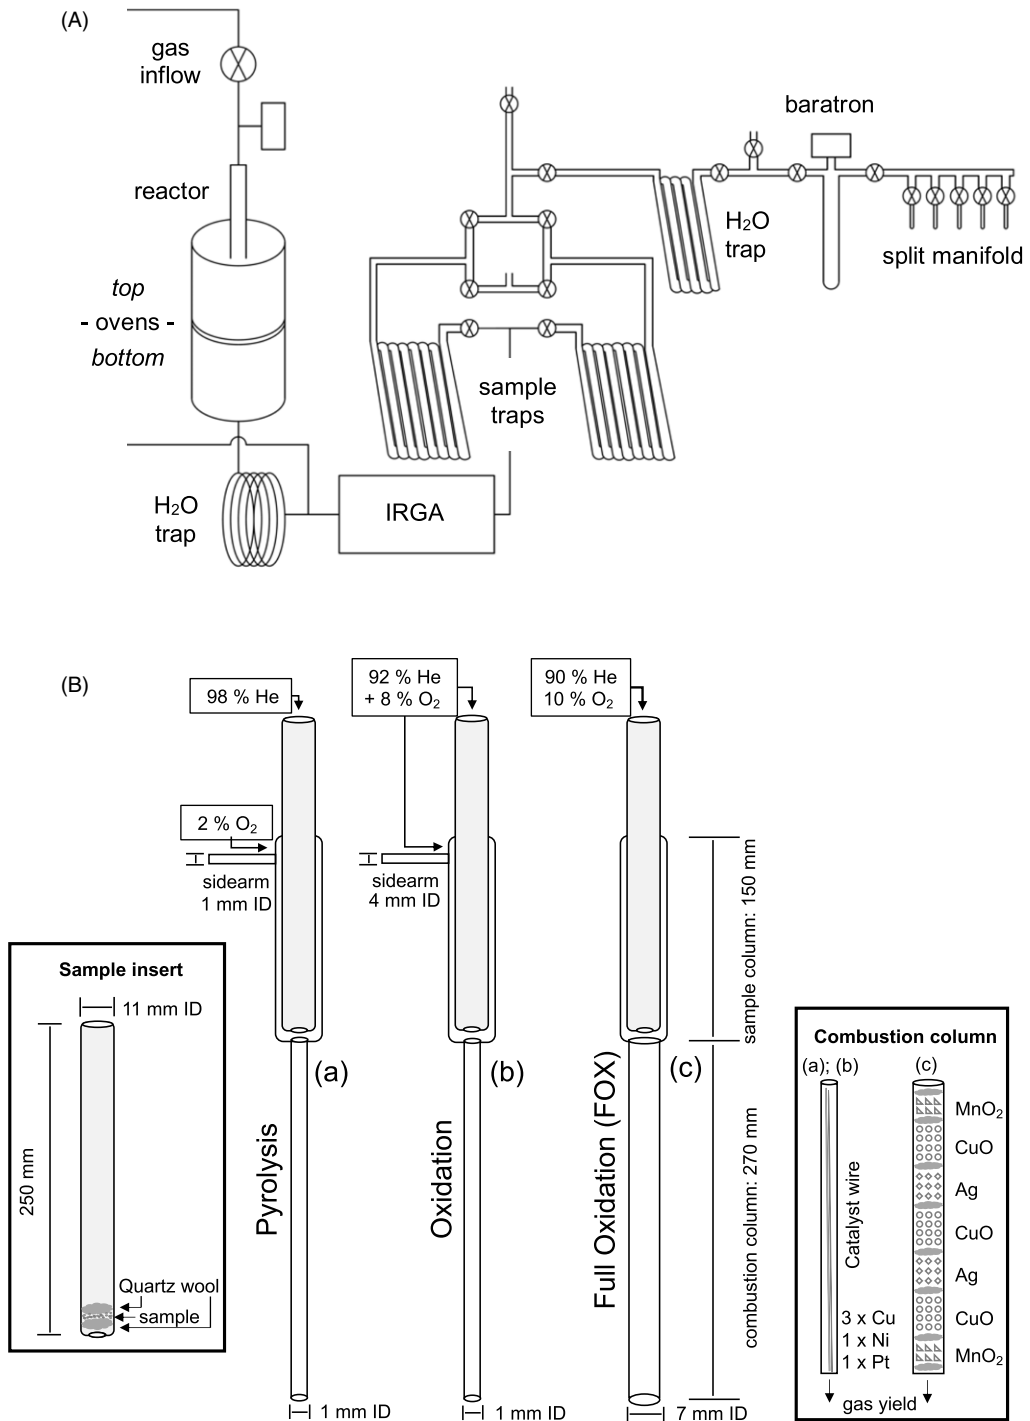 (A)
gas
inflow
reactor
top
- ovens -
bottom
H2O
trap
IRGA
sample
traps
H2O
trap
baratron
split manifold
(B)
98 % He
92 % He
+ 8 % O2
90 % He
10 % O2
2 % O2
sidearm
1 mm ID
sidearm
4 mm ID
sample column: 150 mm
Sample insert
11 mm ID
250 mm
Quartz wool
sample
(a)
(b)
(c)
Pyrolysis
Oxidation
Full Oxidation (FOX)
combustion column: 270 mm
1 mm ID
1 mm ID
7 mm ID
Combustion column
(a); (b)
(c)
Catalyst wire
3 x Cu
1 x Ni
1 x Pt
MnO2
CuO
Ag
CuO
Ag
CuO
MnO2
gas yield